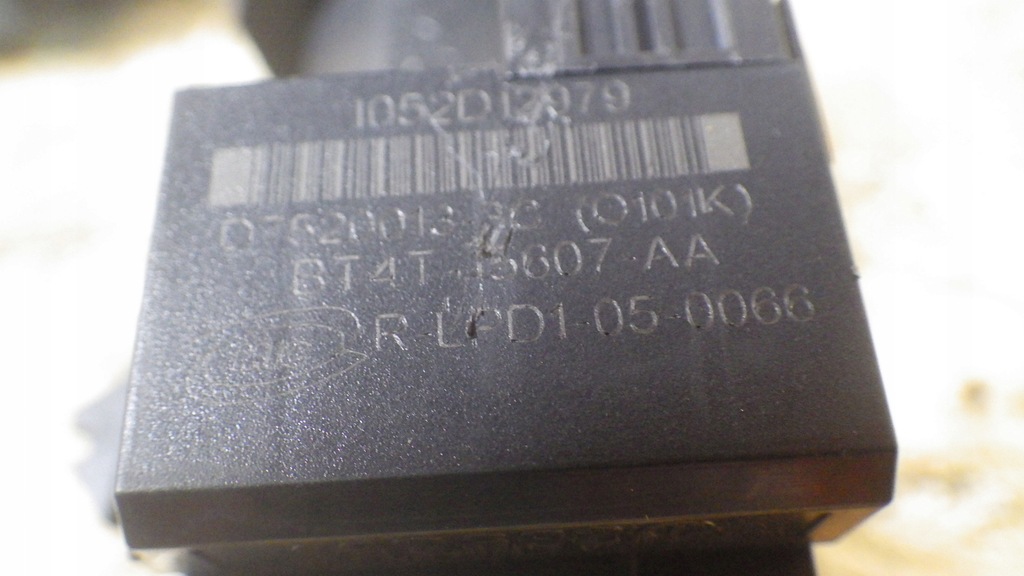 1052D12979
(0101K)
BT4T-15607-AA
R-LPD1-05-0066